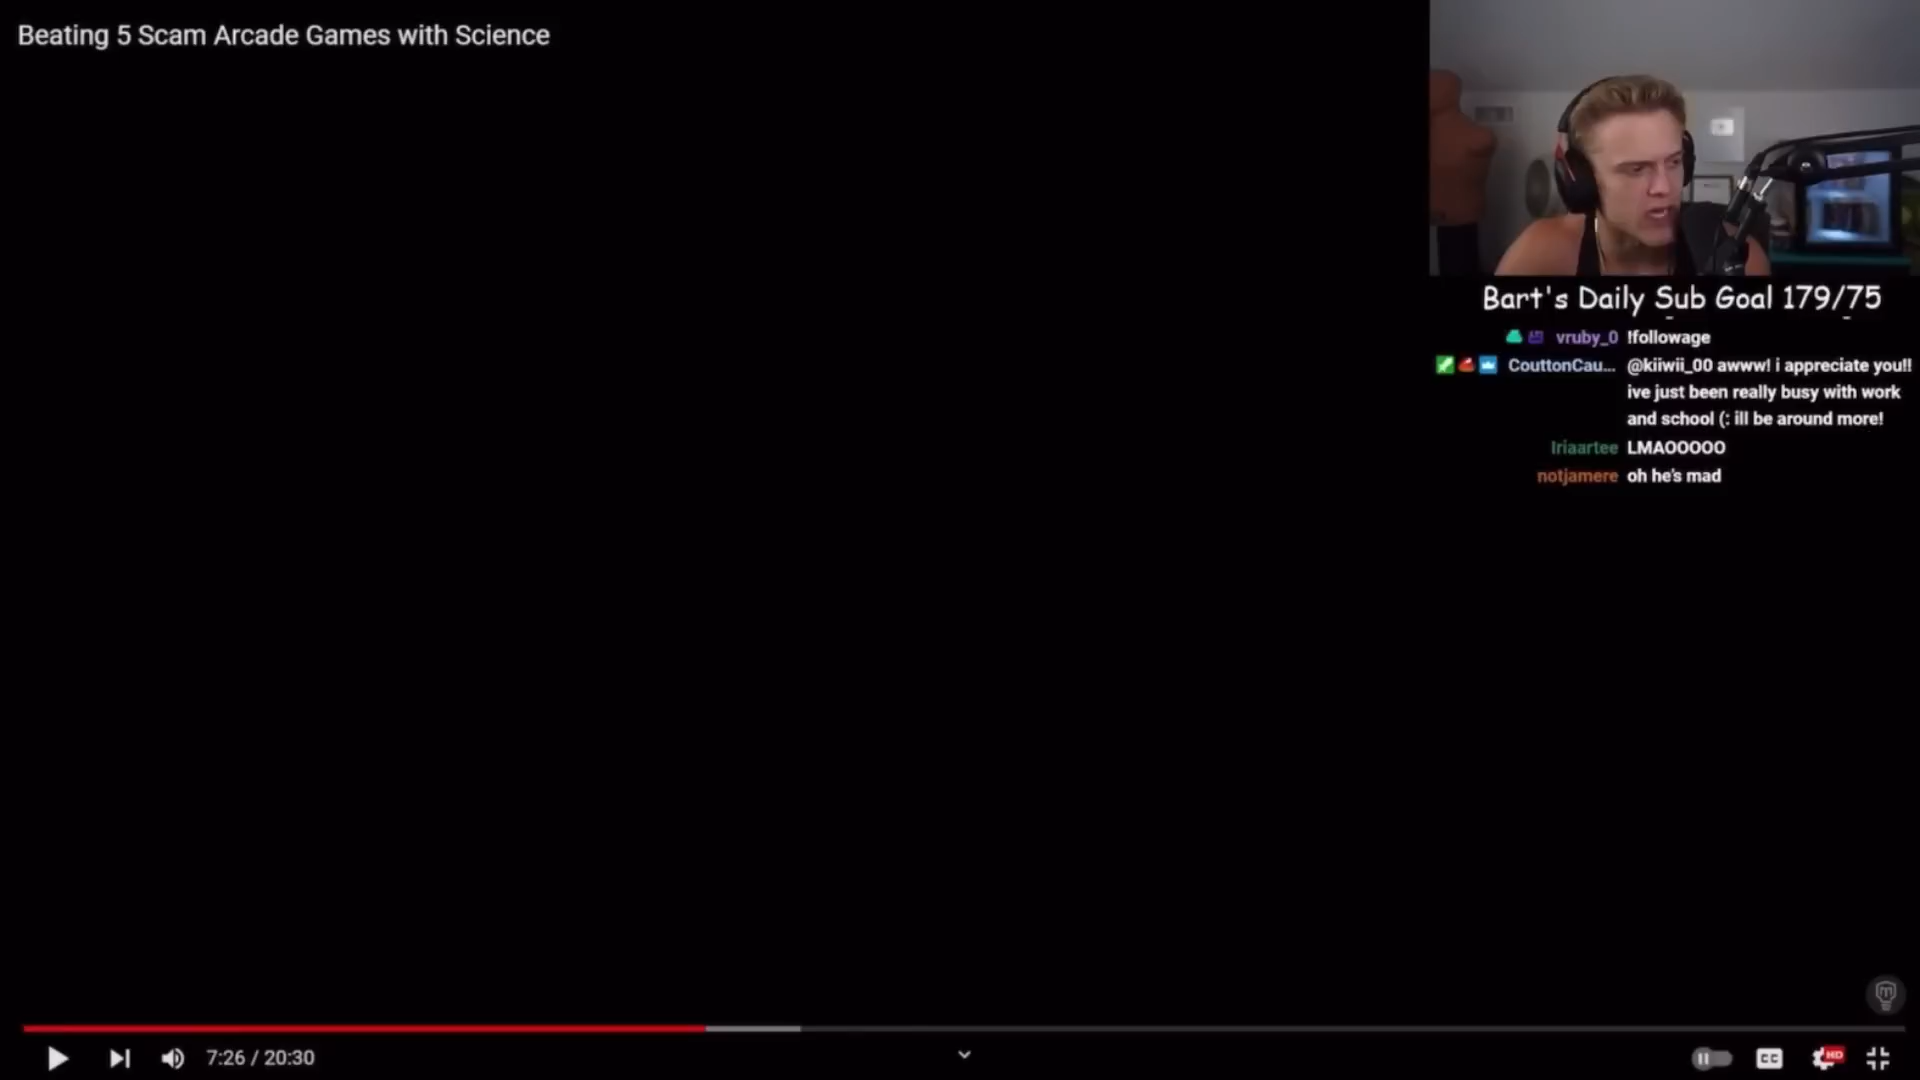 Beating 5 Scam Arcade Games with Science
Bart's Daily Sub Goal 179/75
vruby_0 !followage
CouttonCau... @kiiwii_00 awww! i appreciate you!!
ive just been really busy with work
and school (: ill be around more!
Iriaartee LMAOOOOO
notjamere oh he's mad
7:26 / 20:30
CC
HD